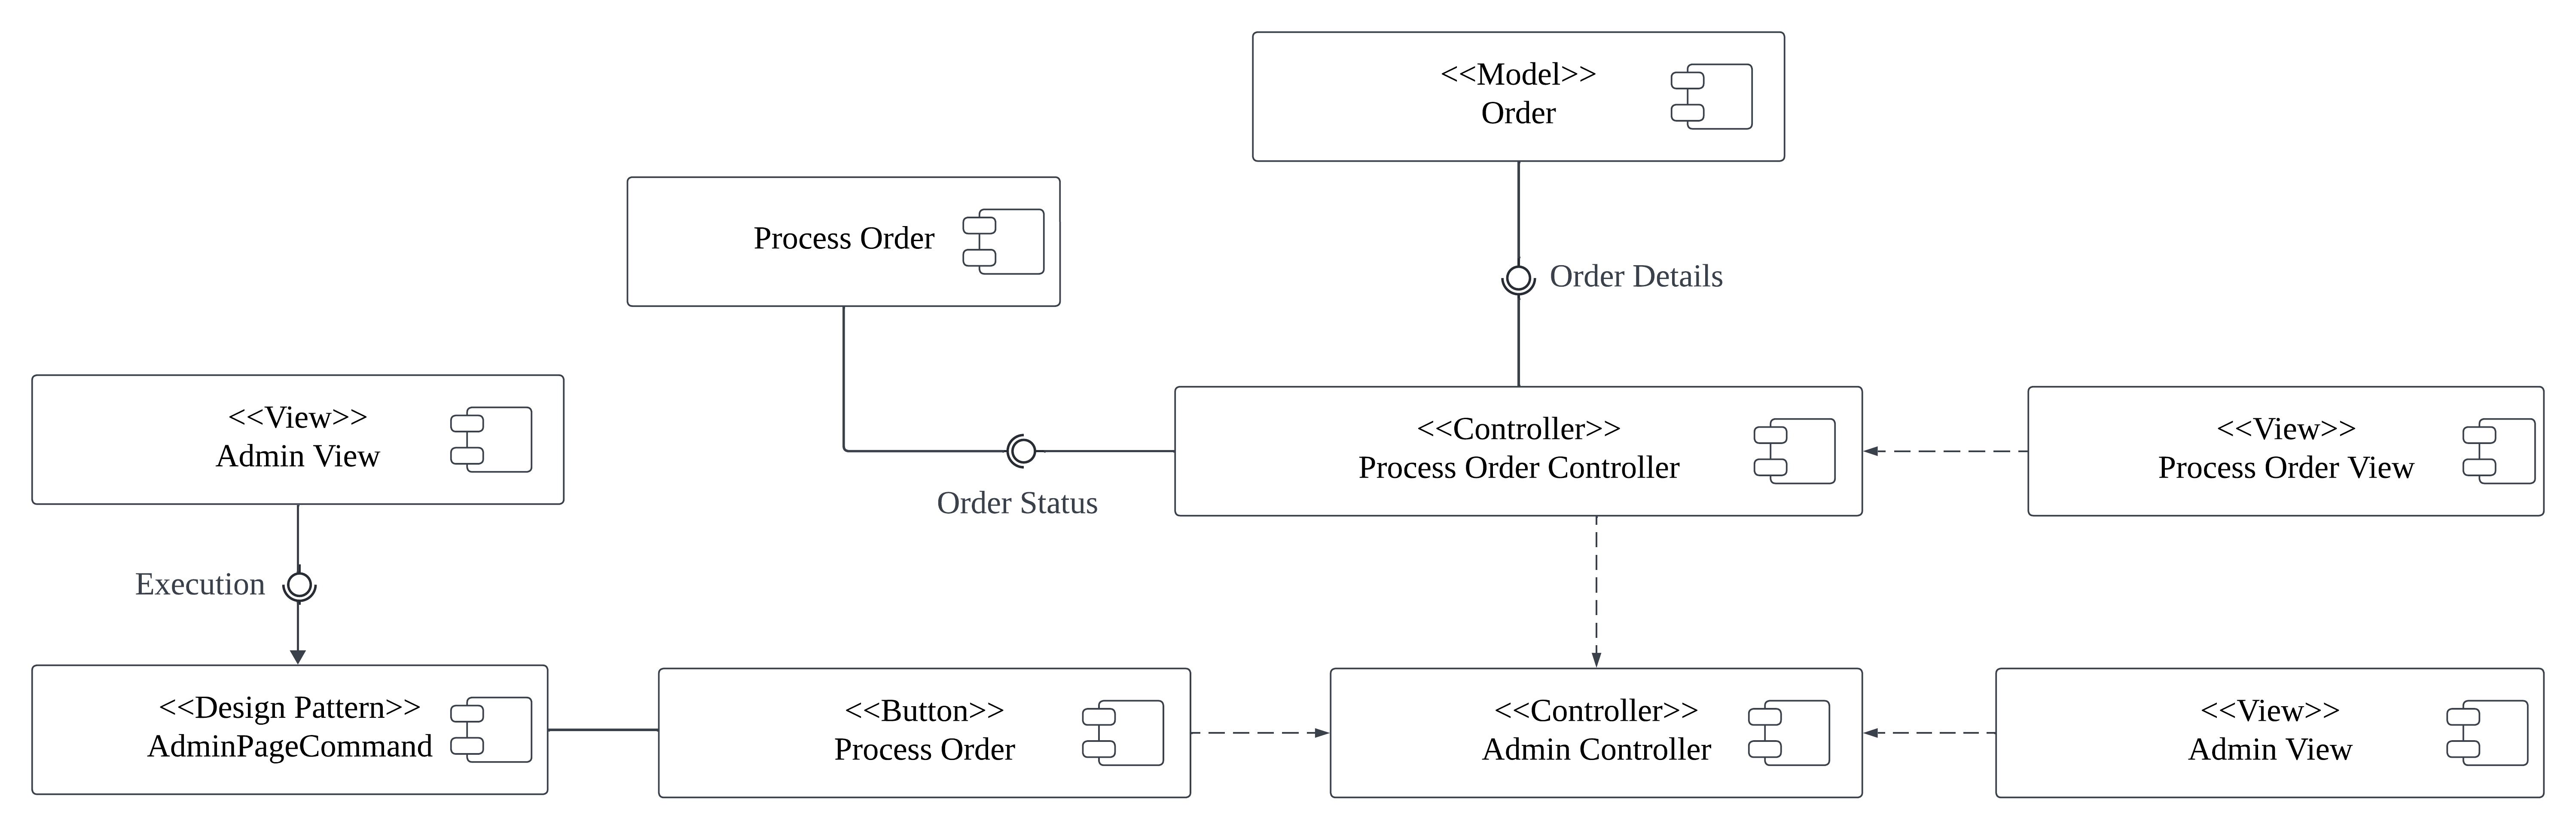 <<Model>>
Order
Process Order
Order Details
<<View>>
Admin View
<<Controller>>
Process Order Controller
<<View>>
Process Order View
Order Status
Execution
<<Design Pattern>>
AdminPageCommand
<<Button>>
Process Order
<<Controller>>
Admin Controller
<<View>>
Admin View